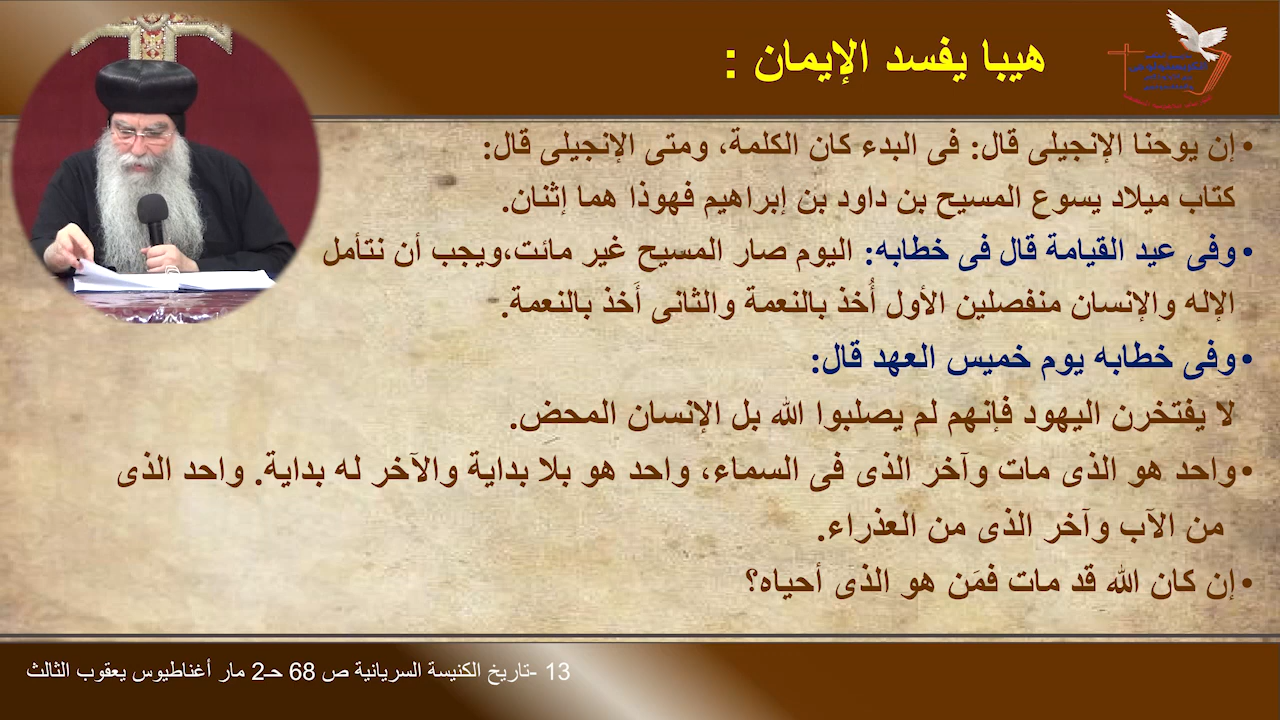 هيبا يفسد الإيمان :
• إن يوحنا الإنجيلى قال: فى البدء كان الكلمة، ومتى الإنجيلى قال:
كتاب ميلاد يسوع المسيح بن داود بن إبراهيم فهوذا هما إثنان.
• وفى عيد القيامة قال فى خطابه: اليوم صار المسيح غير مائت،ويجب أن نتأمل
الإله والإنسان منفصلين الأول أُخذ بالنعمة والثانى أَخذ بالنعمة.
• وفى خطابه يوم خميس العهد قال:
لا يفتخرن اليهود فإنهم لم يصلبوا الله بل الإنسان المحض.
• واحد هو الذى مات وآخر الذى فى السماء، واحد هو بلا بداية والآخر له بداية. واحد الذى
من الآب وآخر الذى من العذراء.
• إن كان الله قد مات فمَن هو الذى أحياه؟
13 -تاريخ الكنيسة السريانية ص 68 حـ2 مار أغناطيوس يعقوب الثالث